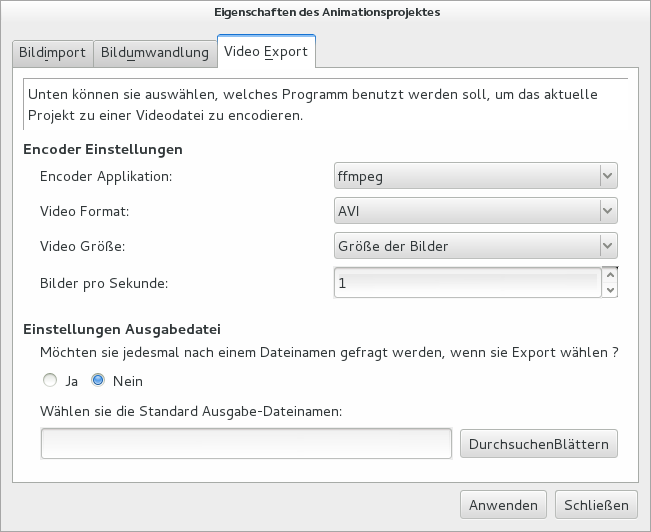 Eigenschaften des Animationsprojektes
Bildimport Bildumwandlung Video Export
Unten können sie auswählen, welches Programm benutzt werden soll, um das aktuelle
Projekt zu einer Videodatei zu encodieren.
Encoder Einstellungen
Encoder Applikation: ffmpeg
Video Format: AVI
Video Größe: Größe der Bilder
Bilder pro Sekunde: 1
Einstellungen Ausgabedatei
Möchten sie jedesmal nach einem Dateinamen gefragt werden, wenn sie Export wählen ?
Ja Nein
Wählen sie die Standard Ausgabe-Dateinamen:
DurchsuchenBlättern
Anwenden Schließen